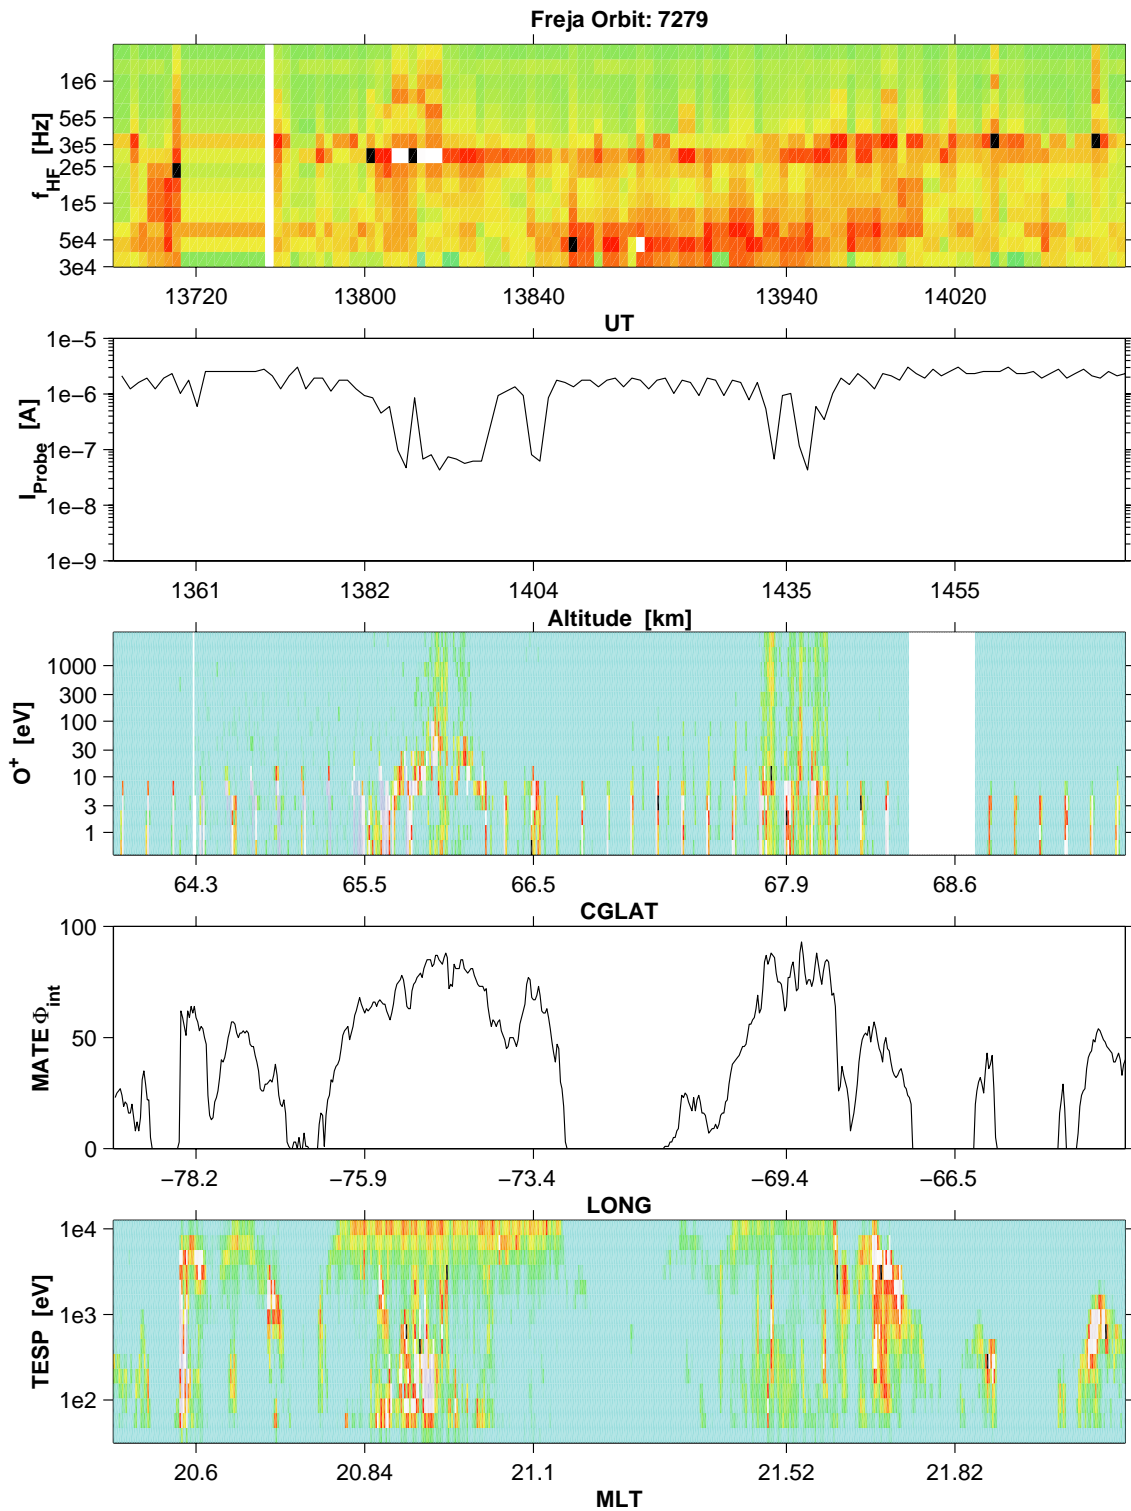 Freja Orbit: 7279
f_HF [Hz]
1e6
5e5
3e5
2e5
1e5
5e4
3e4
13720 13800 13840 13940 14020
UT
I_Probe [A]
1e−5
1e−6
1e−7
1e−8
1e−9
1361 1382 1404 1435 1455
Altitude [km]
O+ [eV]
1000
300
100
30
10
3
1
64.3 65.5 66.5 67.9 68.6
CGLAT
MATE Φ_int
100
50
0
−78.2 −75.9 −73.4 −69.4 −66.5
LONG
TESP [eV]
1e4
1e3
1e2
20.6 20.84 21.1 21.52 21.82
MLT